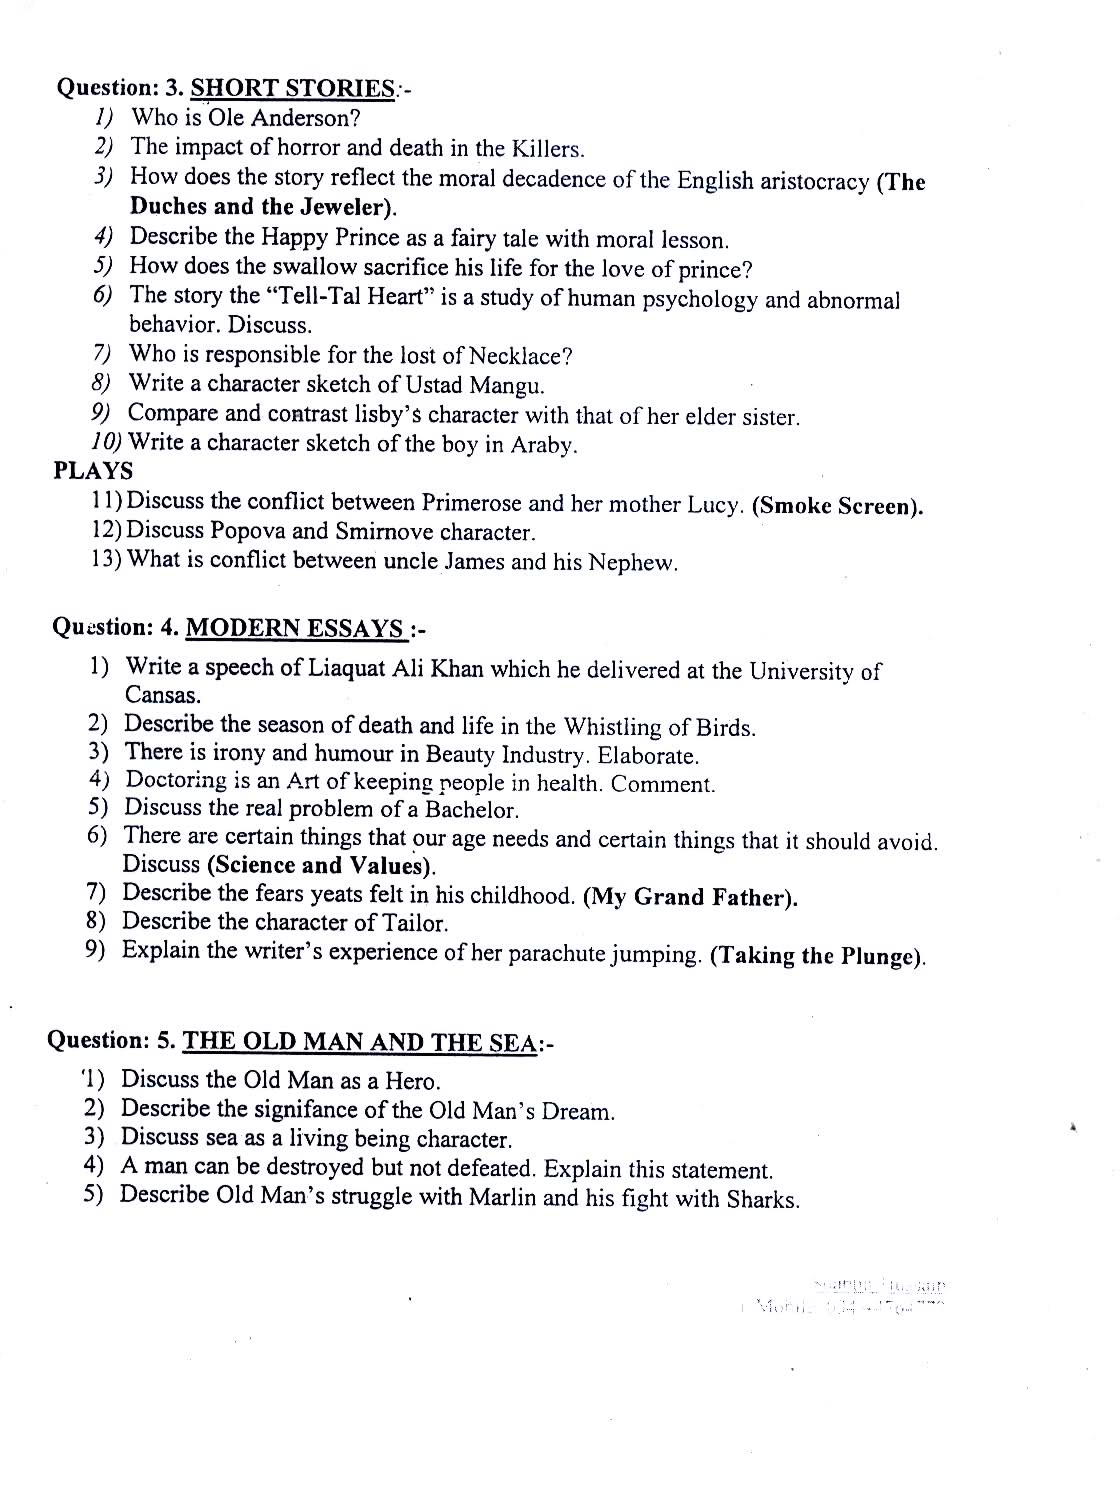 Question: 3. SHORT STORIES:-
1) Who is Ole Anderson?
2) The impact of horror and death in the Killers.
3) How does the story reflect the moral decadence of the English aristocracy (The
Duches and the Jeweler).
4) Describe the Happy Prince as a fairy tale with moral lesson.
5) How does the swallow sacrifice his life for the love of prince?
6) The story the “Tell-Tal Heart” is a study of human psychology and abnormal
behavior. Discuss.
7) Who is responsible for the lost of Necklace?
8) Write a character sketch of Ustad Mangu.
9) Compare and contrast lisby’s character with that of her elder sister.
10) Write a character sketch of the boy in Araby.
PLAYS
11) Discuss the conflict between Primerose and her mother Lucy. (Smoke Screen).
12) Discuss Popova and Smirnove character.
13) What is conflict between uncle James and his Nephew.
Question: 4. MODERN ESSAYS :-
1) Write a speech of Liaquat Ali Khan which he delivered at the University of
Cansas.
2) Describe the season of death and life in the Whistling of Birds.
3) There is irony and humour in Beauty Industry. Elaborate.
4) Doctoring is an Art of keeping people in health. Comment.
5) Discuss the real problem of a Bachelor.
6) There are certain things that our age needs and certain things that it should avoid.
Discuss (Science and Values).
7) Describe the fears yeats felt in his childhood. (My Grand Father).
8) Describe the character of Tailor.
9) Explain the writer’s experience of her parachute jumping. (Taking the Plunge).
Question: 5. THE OLD MAN AND THE SEA:-
1) Discuss the Old Man as a Hero.
2) Describe the signifance of the Old Man’s Dream.
3) Discuss sea as a living being character.
4) A man can be destroyed but not defeated. Explain this statement.
5) Describe Old Man’s struggle with Marlin and his fight with Sharks.